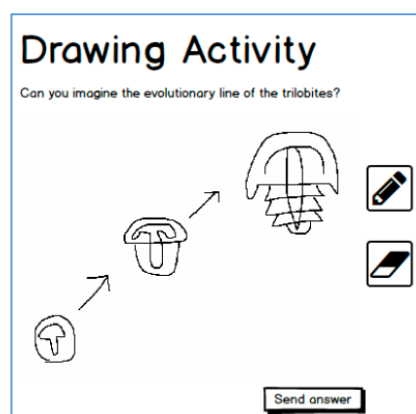 Drawing Activity
Can you imagine the evolutionary line of the trilobites?
Send answer